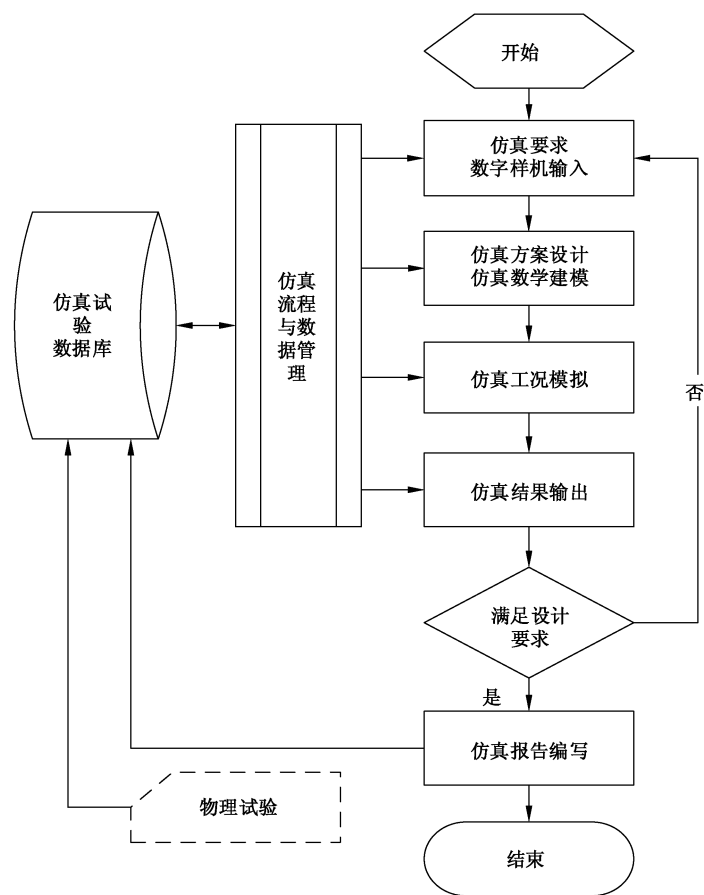 开始
仿真要求
数字样机输入
仿真方案设计
仿真数学建模
仿真工况模拟
仿真结果输出
满足设计
要求
是
否
仿真报告编写
结束
仿真
流程
与数
据管
理
仿真试
验
数据库
物理试验